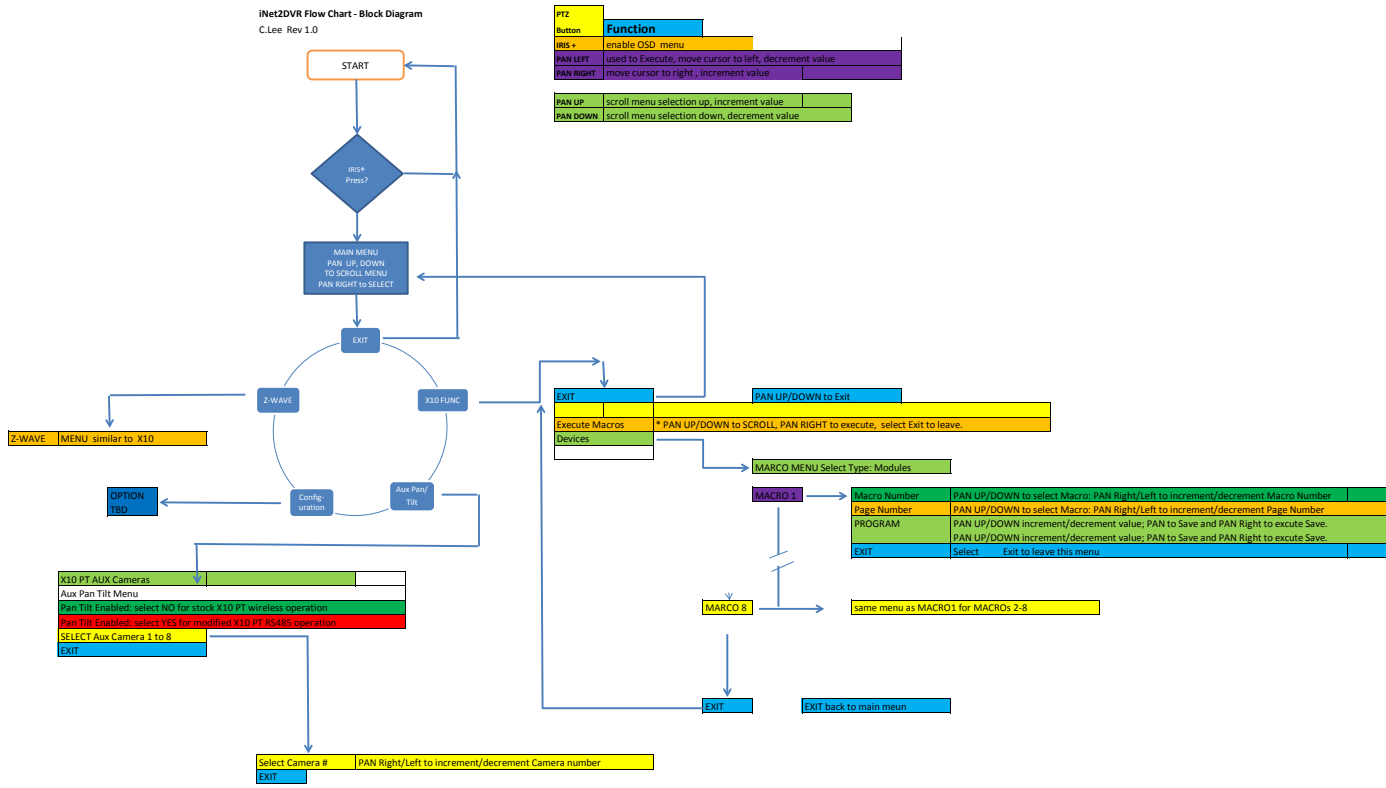 iNet2DVR Flow Chart - Block Diagram
C.Lee Rev 1.0
PTZ
Button Function
IRIS + enable OSD menu
PAN LEFT used to Execute, move cursor to left, decrement value
PAN RIGHT move cursor to right , increment value
PAN UP scroll menu selection up, increment value
PAN DOWN scroll menu selection down, decrement value
START
IRIS+
Press?
MAIN MENU
PAN UP, DOWN
TO SCROLL MENU
PAN RIGHT to SELECT
EXIT
Z-WAVE
X10 FUNC
Config-
uration
Aux Pan/
Tilt
Z-WAVE MENU similar to X10
OPTION
TBD
EXIT PAN UP/DOWN to Exit
Execute Macros * PAN UP/DOWN to SCROLL, PAN RIGHT to execute, select Exit to leave.
Devices
MARCO MENU Select Type: Modules
MACRO 1
Macro Number PAN UP/DOWN to select Macro: PAN Right/Left to increment/decrement Macro Number
Page Number PAN UP/DOWN to select Macro: PAN Right/Left to increment/decrement Page Number
PROGRAM PAN UP/DOWN increment/decrement value; PAN to Save and PAN Right to excute Save.
PAN UP/DOWN increment/decrement value; PAN to Save and PAN Right to excute Save.
EXIT Select Exit to leave this menu
MARCO 8 same menu as MACRO1 for MACROs 2-8
EXIT EXIT back to main meun
X10 PT AUX Cameras
Aux Pan Tilt Menu
Pan Tilt Enabled: select NO for stock X10 PT wireless operation
Pan Tilt Enabled: select YES for modified X10 PT RS485 operation
SELECT Aux Camera 1 to 8
EXIT
Select Camera # PAN Right/Left to increment/decrement Camera number
EXIT